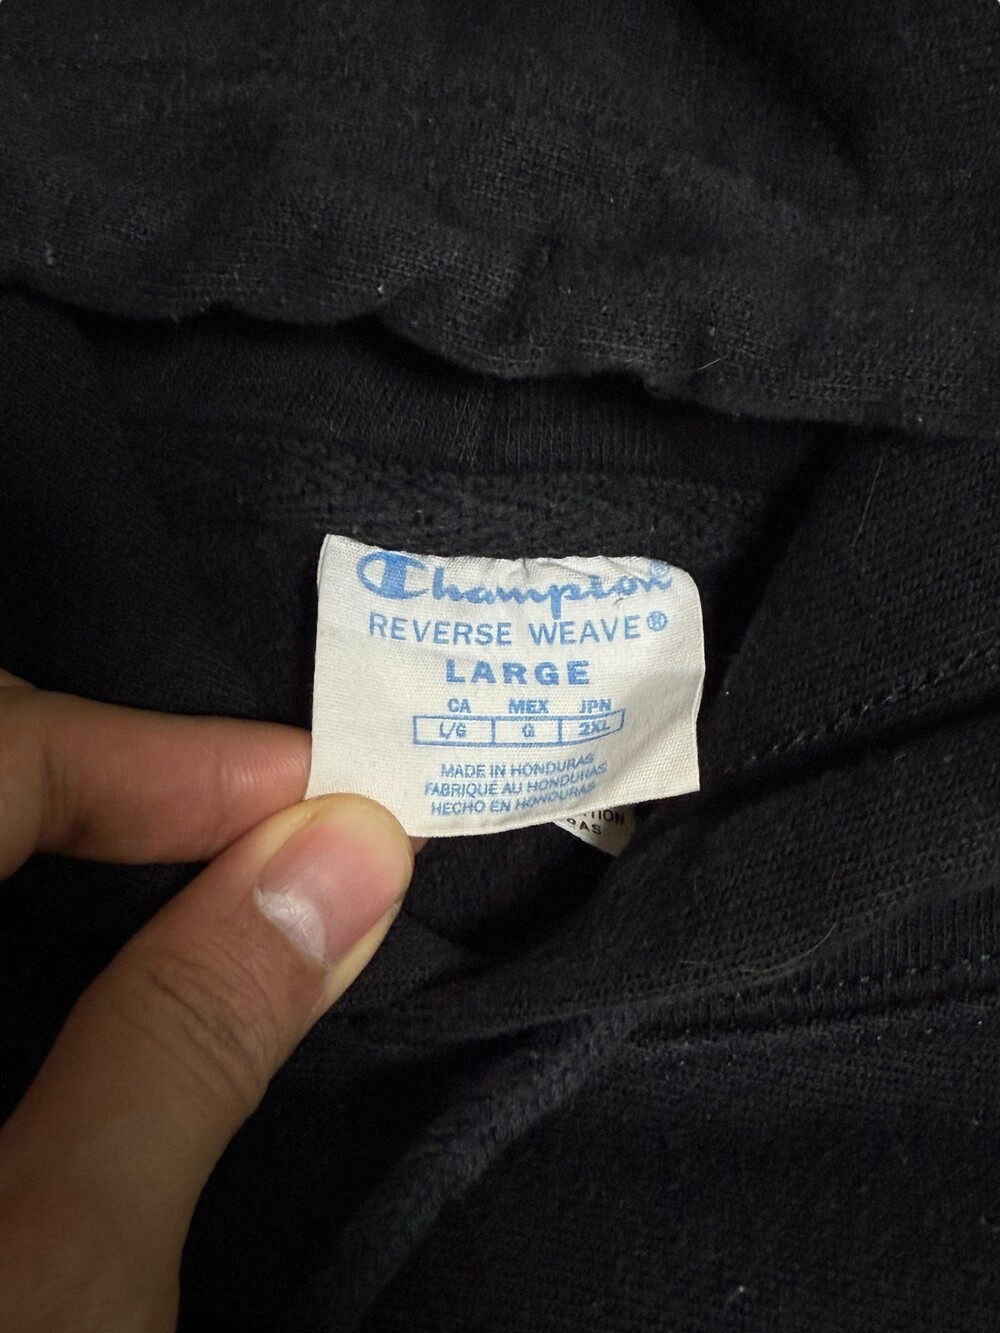 Champion®
REVERSE WEAVE®
LARGE
CA MEX JPN
L/G G 2XL
MADE IN HONDURAS
FABRIQUÉ AU HONDURAS
HECHO EN HONDURAS